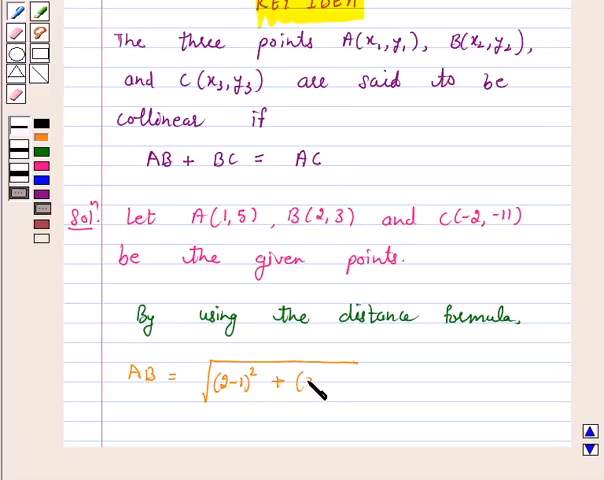 KEY IDEA
The three points A(x₁,y₁), B(x₂,y₂),
and C(x₃,y₃) are said to be
collinear if
AB + BC = AC
Solⁿ. Let A(1,5), B(2,3) and C(-2,-11)
be the given points.
By using the distance formula,
AB = √(2-1)² + (3